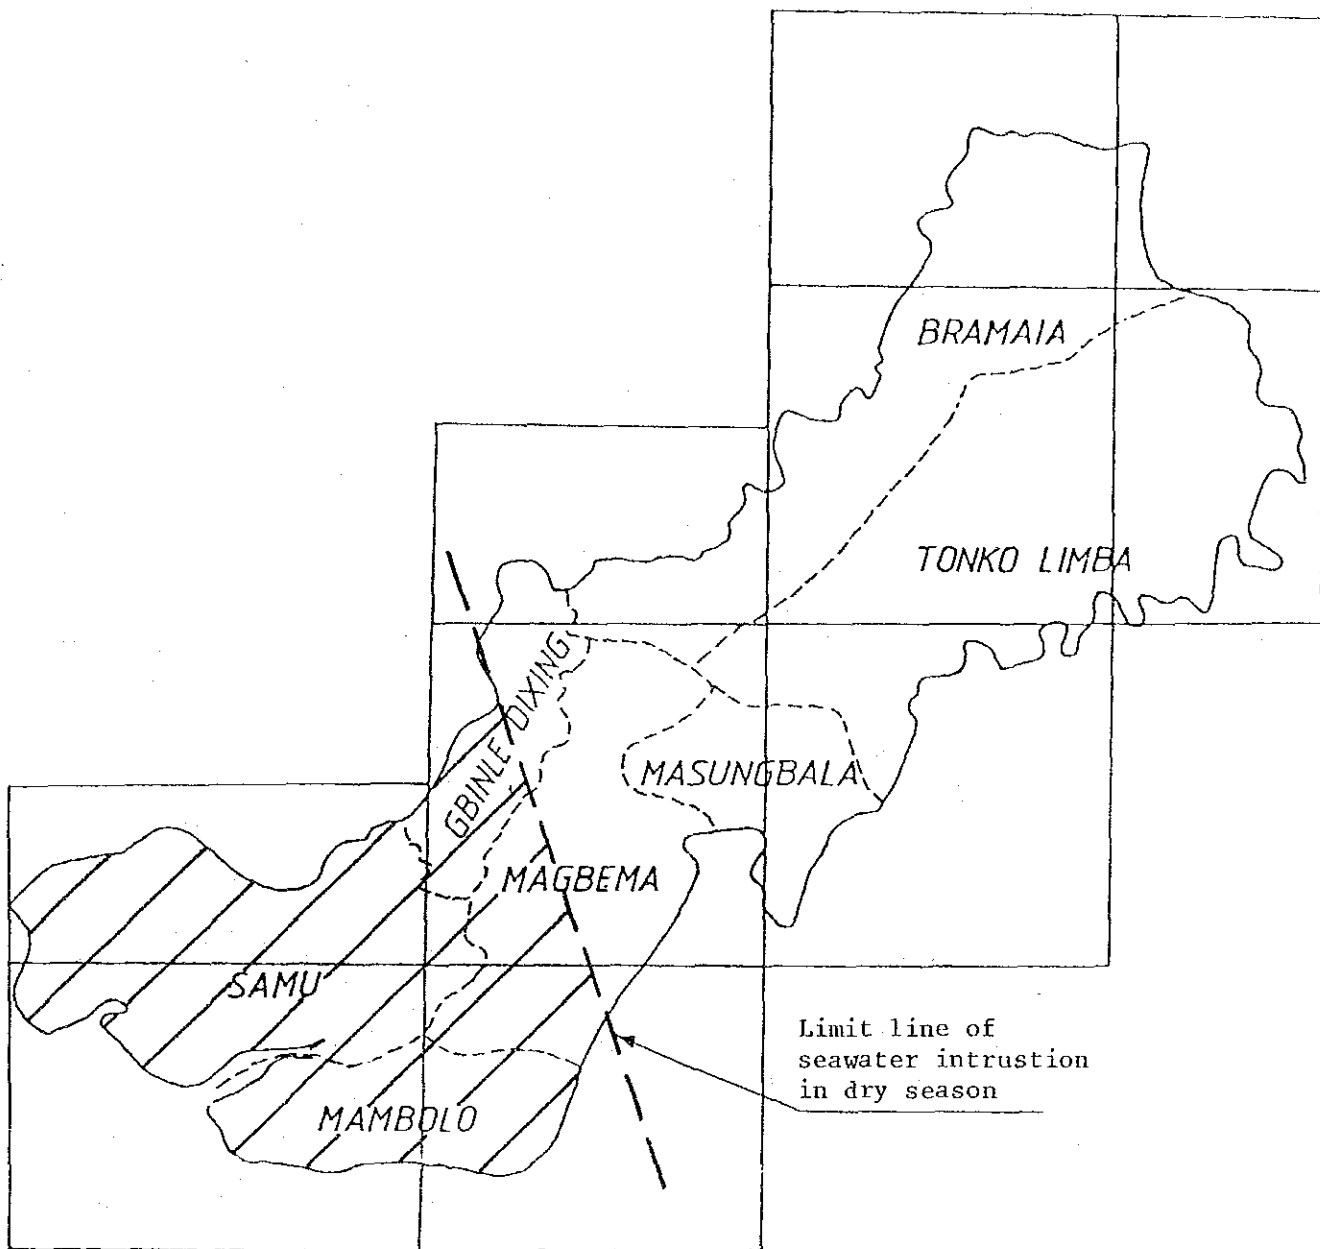 BRAMAIA
TONKO LIMBA
GBINLE DIXING
MASUNGBALA
MAGBEMA
SAMU
MAMBOLO
Limit line of
seawater intrustion
in dry season